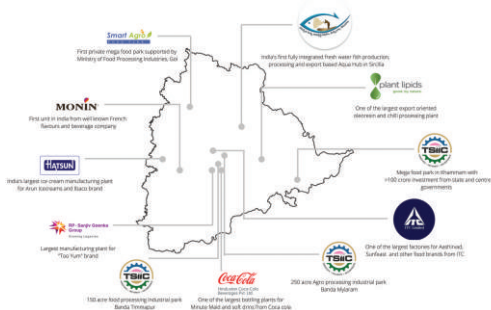 Smart Agro
First private mega food park supported by
Ministry of Food Processing Industries, GoI
India's first fully integrated fresh water fish production,
processing and export based Aqua Hub in Sircilla
plant lipids
One of the largest export oriented
oleoresin and chilli processing plant
MONIN
First unit in India from well known French
flavours and beverage company
HATSUN
India's largest ice-cream manufacturing plant
for Arun Icecreams and Ibaco brand
TSIIC
Mega food park in Khammam with
>100 crore investment from state and centre
governments
RP-Sanjiv Goenka
Group
Growing Legacies
Largest manufacturing plant for
"Too Yum" brand
ITC
One of the largest factories for Aashirvad,
Sunfeast and other food brands from ITC
TSIIC
150 acre food processing industrial park
Banda Timmapur
Coca-Cola
Hindustan Coca-Cola
Beverages Pvt Ltd
One of the largest bottling plants for
Minute Maid and soft drinks from Coca cola
TSIIC
250 acre Agro processing industrial park
Banda Mylaram